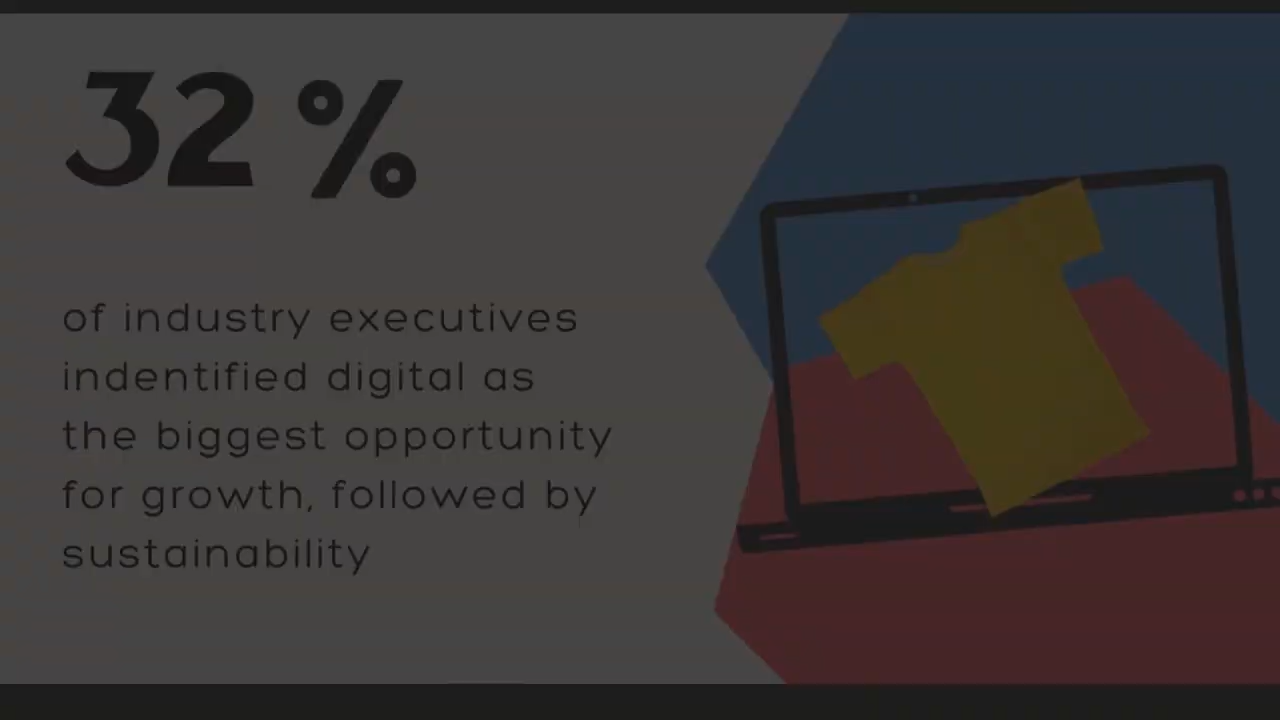 32 %
of industry executives
indentified digital as
the biggest opportunity
for growth, followed by
sustainability